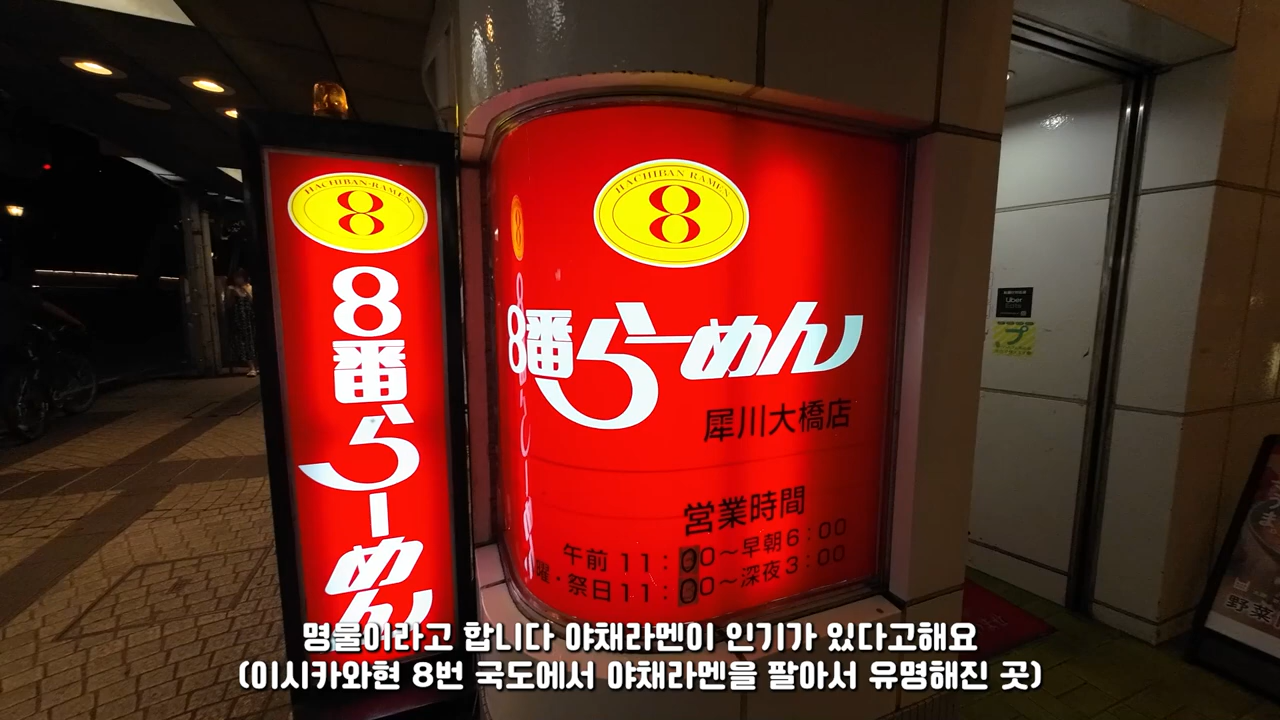 HACHIBAN-RAMEN
8
8番らーめん
HACHIBAN RAMEN
8
8番らーめん
犀川大橋店
営業時間
午前11:00〜早朝6:00
曜・祭日11:00〜深夜3:00
Uber
野菜
명물이라고 합니다 야채라멘이 인기가 있다고해요
(이시카와현 8번 국도에서 야채라멘을 팔아서 유명해진 곳)